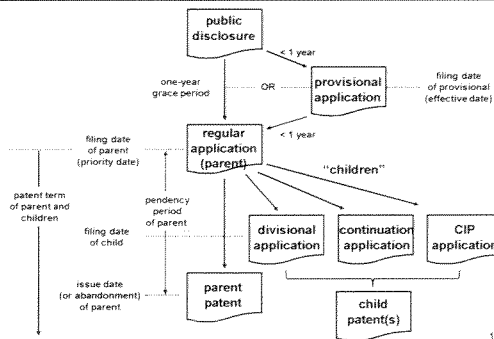 public
disclosure
< 1 year
one-year
grace period
OR
provisional
application
filing date
of provisional
(effective date)
filing date
of parent
(priority date)
regular
application
(parent)
< 1 year
"children"
patent term
of parent and
children
pendency
period
of parent
filing date
of child
divisional
application
continuation
application
CIP
application
issue date
(or abandonment)
of parent
parent
patent
child
patent(s)